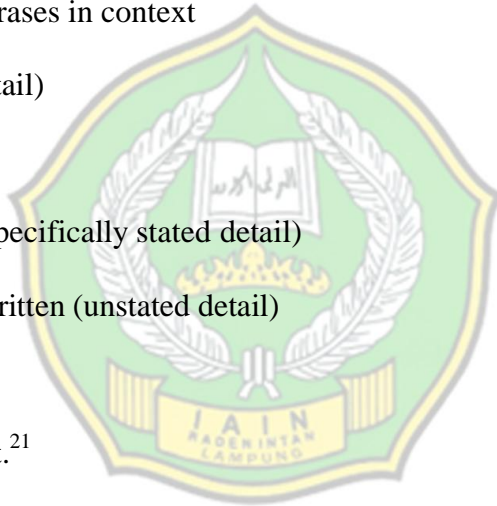 rases in context
tail)
pecifically stated detail)
ritten (unstated detail)
I A I N
RADEN INTAN
LAMPUNG
.²¹